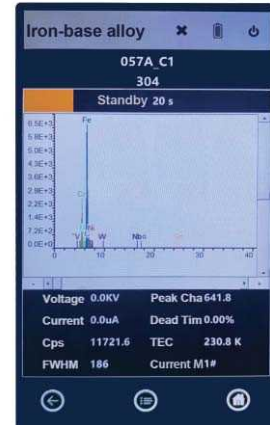 Iron-base alloy
057A_C1
304
Standby 20 s
6.5E+3
5.8E+3
5.0E+3
4.3E+3
3.6E+3
2.9E+3
2.2E+3
1.4E+3
7.2E+2
0.0E+0
Fe
Cr
V
W
Nb
0 10 20 30 40
Voltage 0.0KV Peak Cha 641.8
Current 0.0uA Dead Tim 0.00%
Cps 11721.6 TEC 230.8 K
FWHM 186 Current M 1#